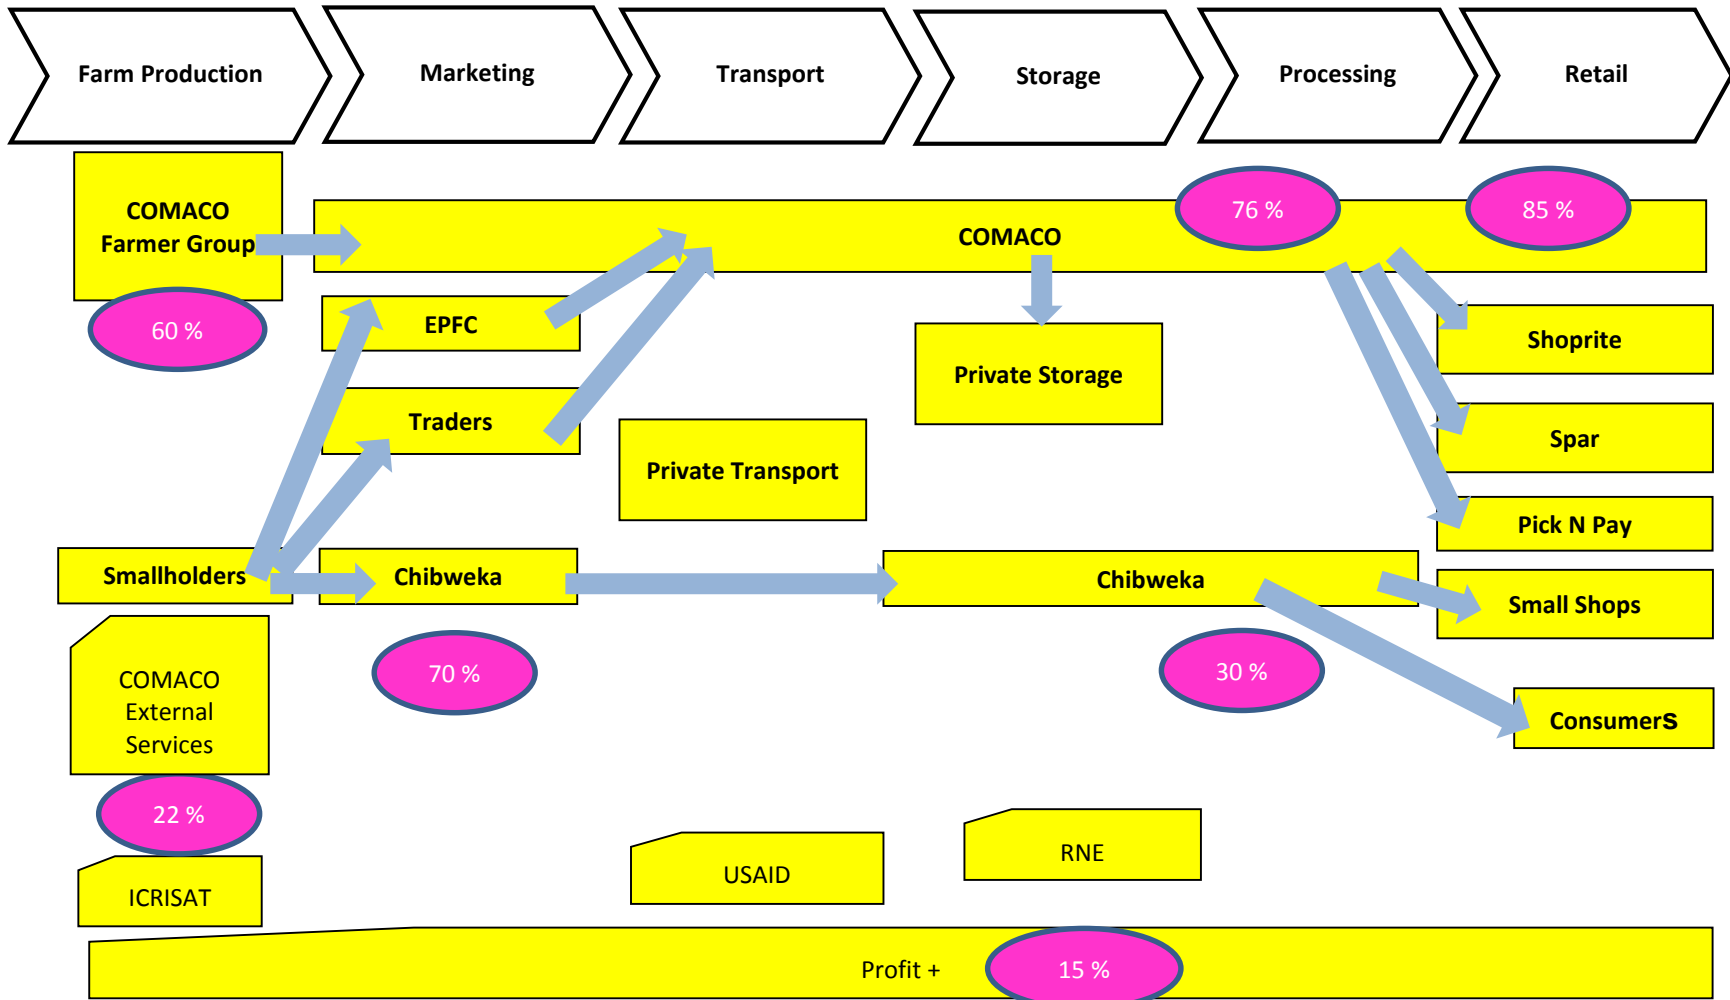 Farm Production
Marketing
Transport
Storage
Processing
Retail
COMACO
Farmer Group
COMACO
76 %
85 %
60 %
EPFC
Shoprite
Private Storage
Traders
Spar
Private Transport
Pick N Pay
Smallholders
Chibweka
Chibweka
Small Shops
COMACO
External
Services
70 %
30 %
Consumers
22 %
ICRISAT
USAID
RNE
Profit +
15 %